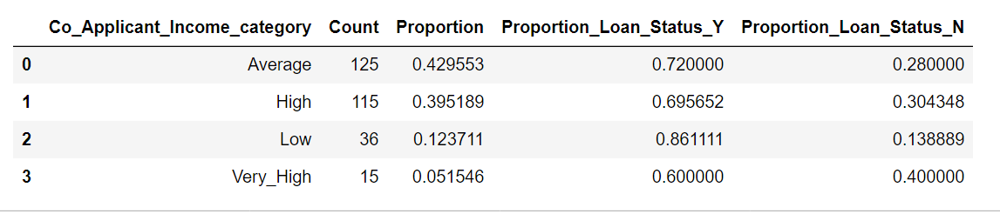 Co_Applicant_Income_category Count Proportion Proportion_Loan_Status_Y Proportion_Loan_Status_N
0 Average 125 0.429553 0.720000 0.280000
1 High 115 0.395189 0.695652 0.304348
2 Low 36 0.123711 0.861111 0.138889
3 Very_High 15 0.051546 0.600000 0.400000